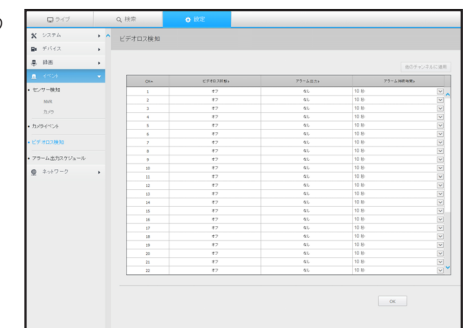 ライブ
検索
設定
システム
デバイス
録画
イベント
センサー検知
NVR
カメラ
カメライベント
ビデオロス検知
アラーム出力スケジュール
ネットワーク
ビデオロス検知
他のチャンネルに適用
CH ビデオロス状態 アラーム出力 アラーム持続時間
1 オフ なし 10 秒
2 オフ なし 10 秒
3 オフ なし 10 秒
4 オフ なし 10 秒
5 オフ なし 10 秒
6 オフ なし 10 秒
7 オフ なし 10 秒
8 オフ なし 10 秒
9 オフ なし 10 秒
10 オフ なし 10 秒
11 オフ なし 10 秒
12 オフ なし 10 秒
13 オフ なし 10 秒
14 オフ なし 10 秒
15 オフ なし 10 秒
16 オフ なし 10 秒
17 オフ なし 10 秒
18 オフ なし 10 秒
19 オフ なし 10 秒
20 オフ なし 10 秒
21 オフ なし 10 秒
22 オフ なし 10 秒
OK